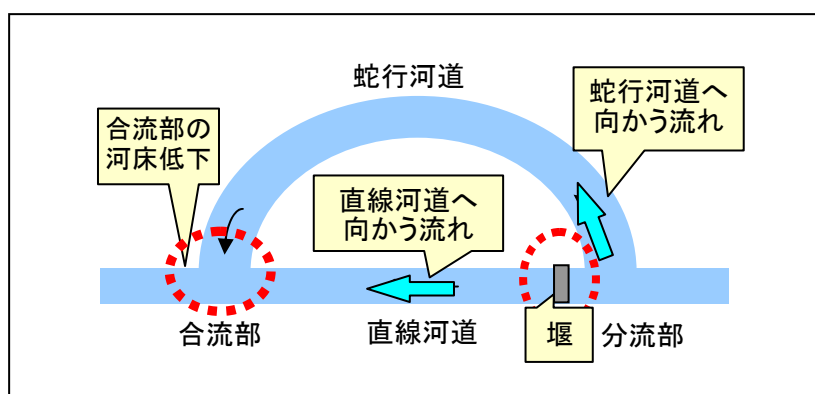 蛇行河道
蛇行河道へ
向かう流れ
合流部の
河床低下
直線河道へ
向かう流れ
合流部
直線河道
堰
分流部